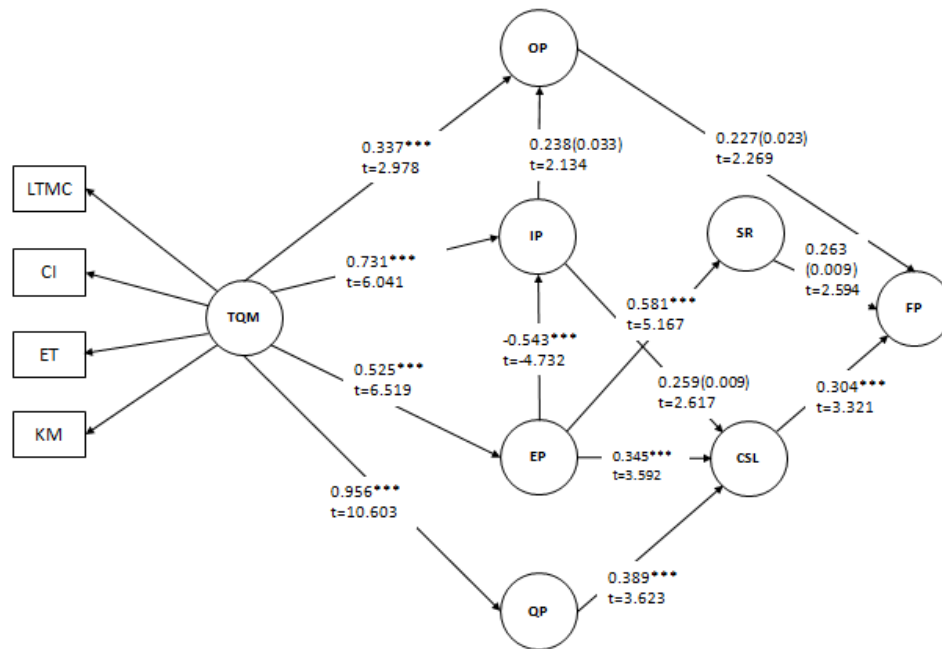 OP
0.337***
t=2.978
0.238(0.033)
t=2.134
0.227(0.023)
t=2.269
LTMC
CI
ET
KM
TQM
0.731***
t=6.041
IP
SR
0.263
(0.009)
t=2.594
FP
0.581***
t=5.167
-0.543***
t=-4.732
0.525***
t=6.519
0.259(0.009)
t=2.617
0.304***
t=3.321
EP
0.345***
t=3.592
CSL
0.956***
t=10.603
0.389***
t=3.623
QP